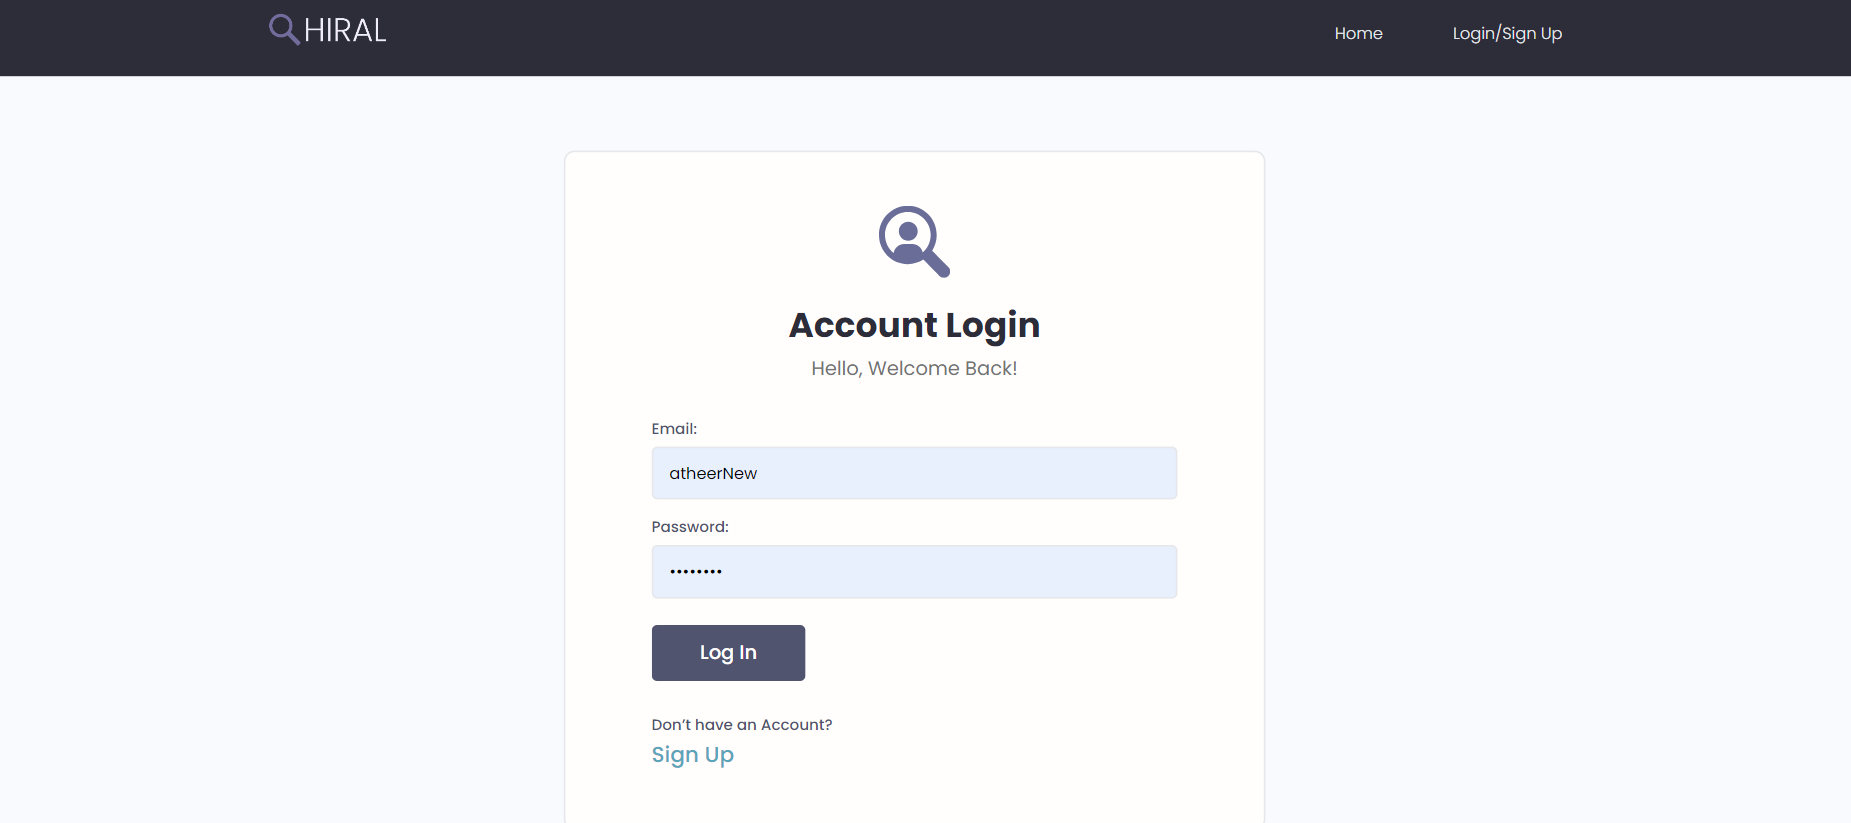 HIRAL
Home
Login/Sign Up
Account Login
Hello, Welcome Back!
Email:
atheerNew
Password:
••••••••
Log In
Don’t have an Account?
Sign Up